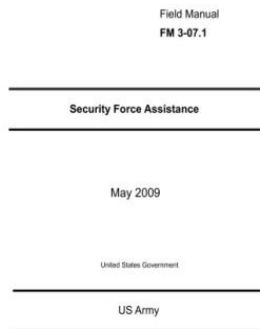 Field Manual
FM 3-07.1
Security Force Assistance
May 2009
United States Government
US Army